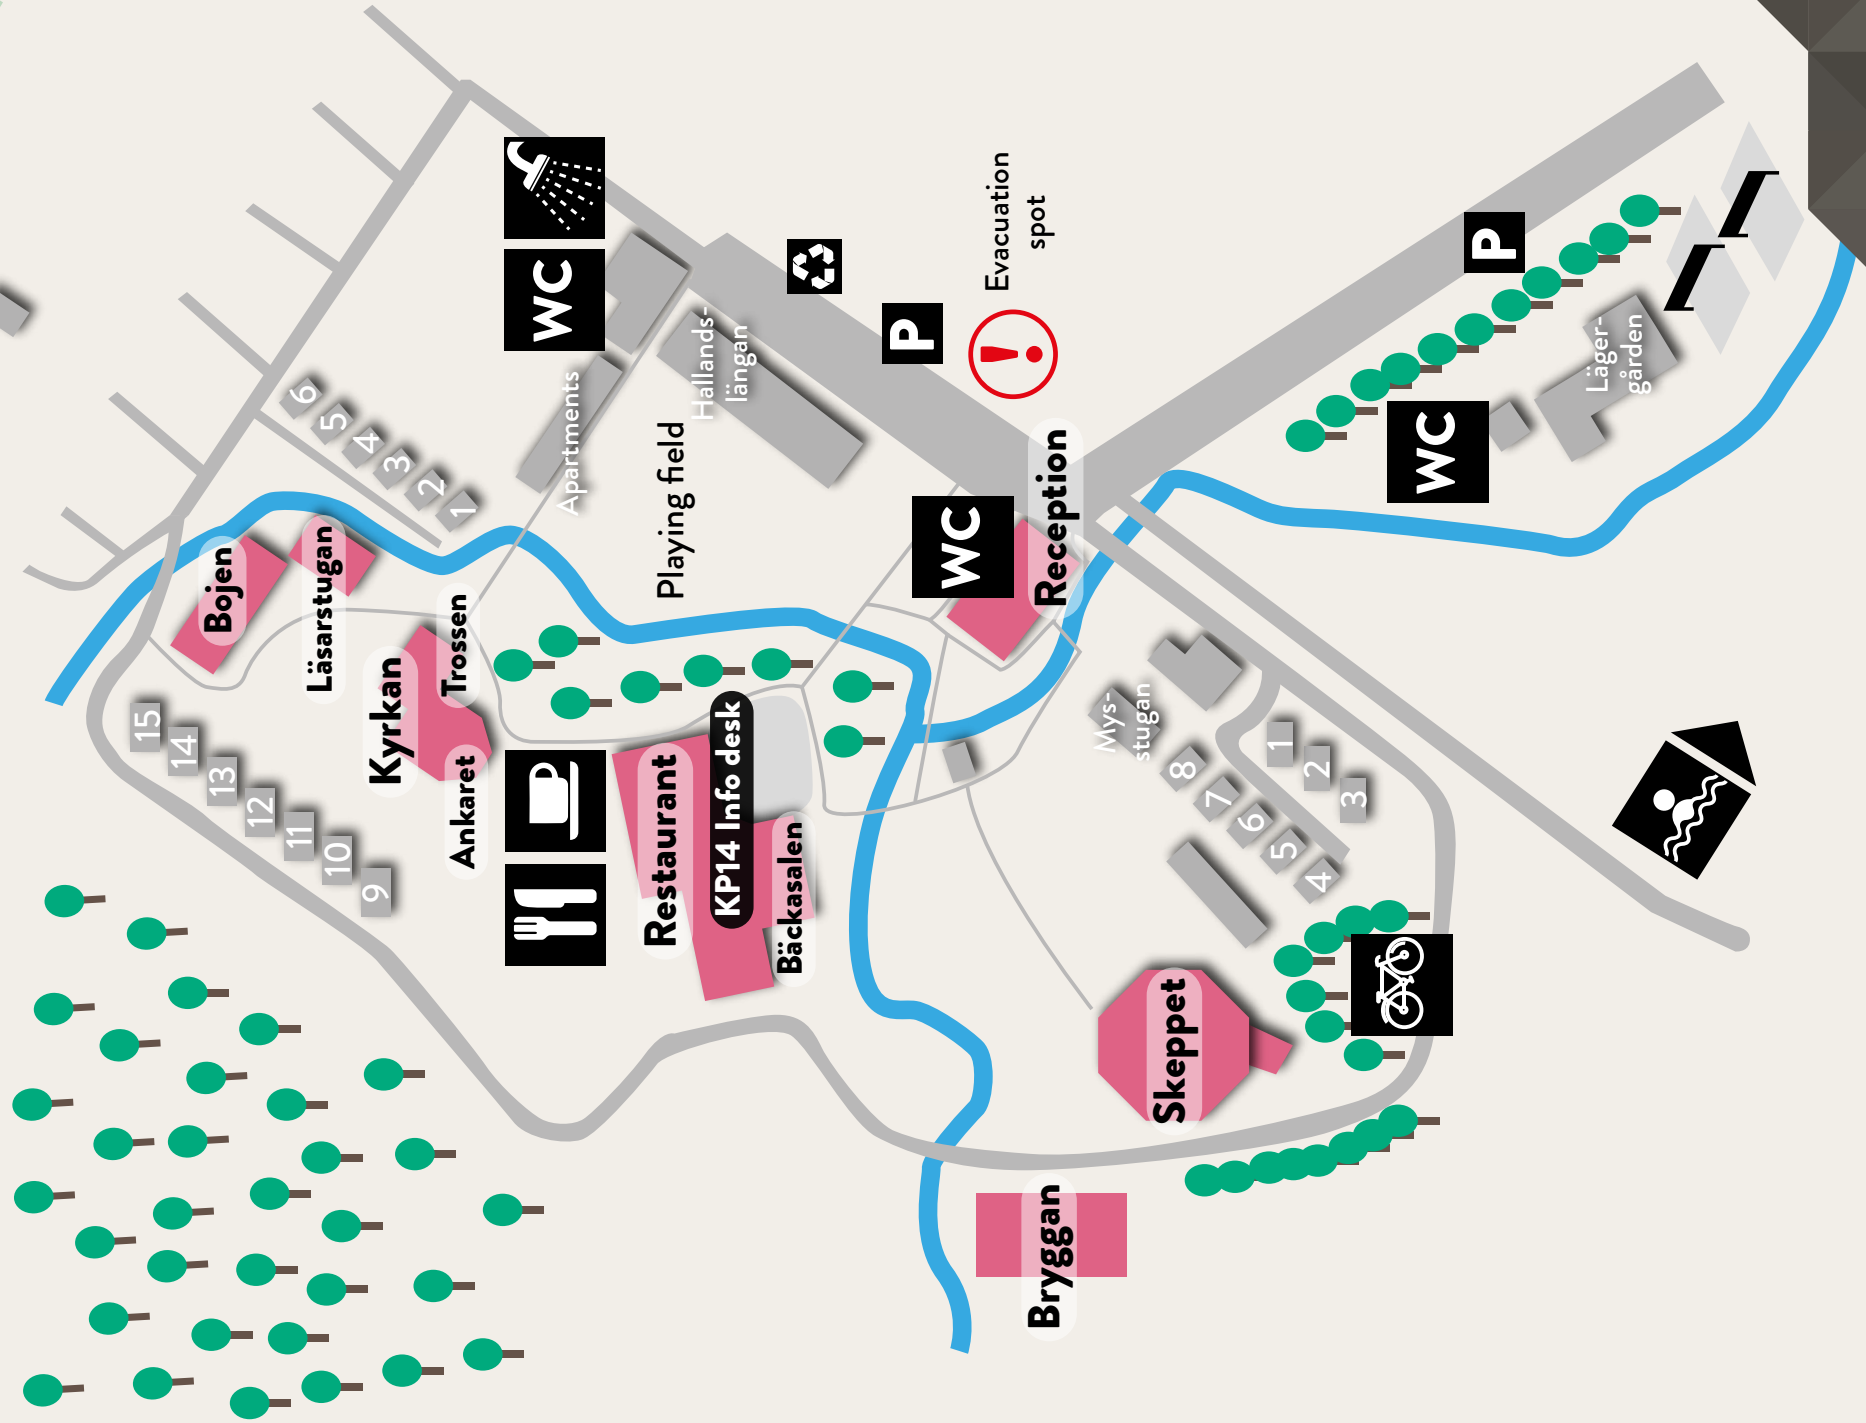 Bojen
Läsarstugan
Kyrkan
Trossen
Ankaret
15
14
13
12
11
10
9
6
5
4
3
2
1
WC
Apartments
Hallands-
längan
Playing field
P
Evacuation
spot
!
WC
Reception
Restaurant
KP14 Info desk
Bäckasalen
P
WC
Läger-
gården
Mys-
stugan
8
7
6
5
4
1
2
3
Skeppet
Bryggan